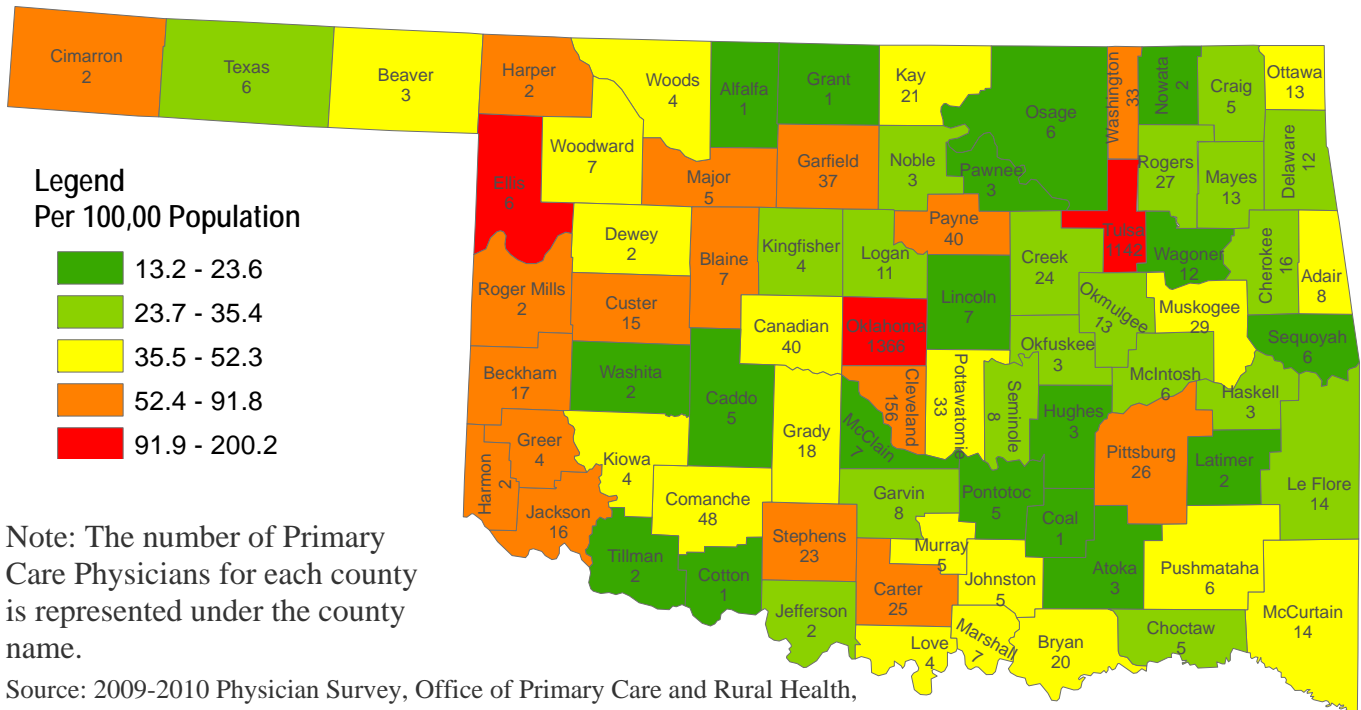 Cimarron
2
Texas
6
Beaver
3
Harper
2
Woods
4
Alfalfa
1
Grant
1
Kay
21
Osage
6
Washington
33
Nowata
2
Craig
5
Ottawa
13
Ellis
6
Woodward
7
Major
5
Garfield
37
Noble
3
Pawnee
3
Rogers
27
Mayes
13
Delaware
12
Legend
Per 100,00 Population
13.2 - 23.6
23.7 - 35.4
35.5 - 52.3
52.4 - 91.8
91.9 - 200.2
Dewey
2
Blaine
7
Kingfisher
4
Logan
11
Payne
40
Creek
24
Tulsa
1142
Wagoner
12
Cherokee
16
Adair
8
Roger Mills
2
Custer
15
Canadian
40
Oklahoma
Lincoln
7
Okmulgee
13
Muskogee
29
Sequoyah
6
Beckham
17
Washita
2
Caddo
5
Grady
18
Cleveland
156
McClain
7
Pottawatomie
33
Seminole
8
Okfuskee
3
Hughes
3
McIntosh
6
Haskell
3
Harmon
2
Greer
4
Kiowa
4
Comanche
48
Garvin
8
Pontotoc
5
Coal
1
Pittsburg
26
Latimer
2
Le Flore
14
Jackson
16
Tillman
2
Cotton
1
Stephens
23
Jefferson
2
Carter
25
Murray
5
Johnston
5
Atoka
3
Pushmataha
6
McCurtain
14
Love
4
Marshall
7
Bryan
20
Choctaw
5
Note: The number of Primary
Care Physicians for each county
is represented under the county
name.
Source: 2009-2010 Physician Survey, Office of Primary Care and Rural Health,